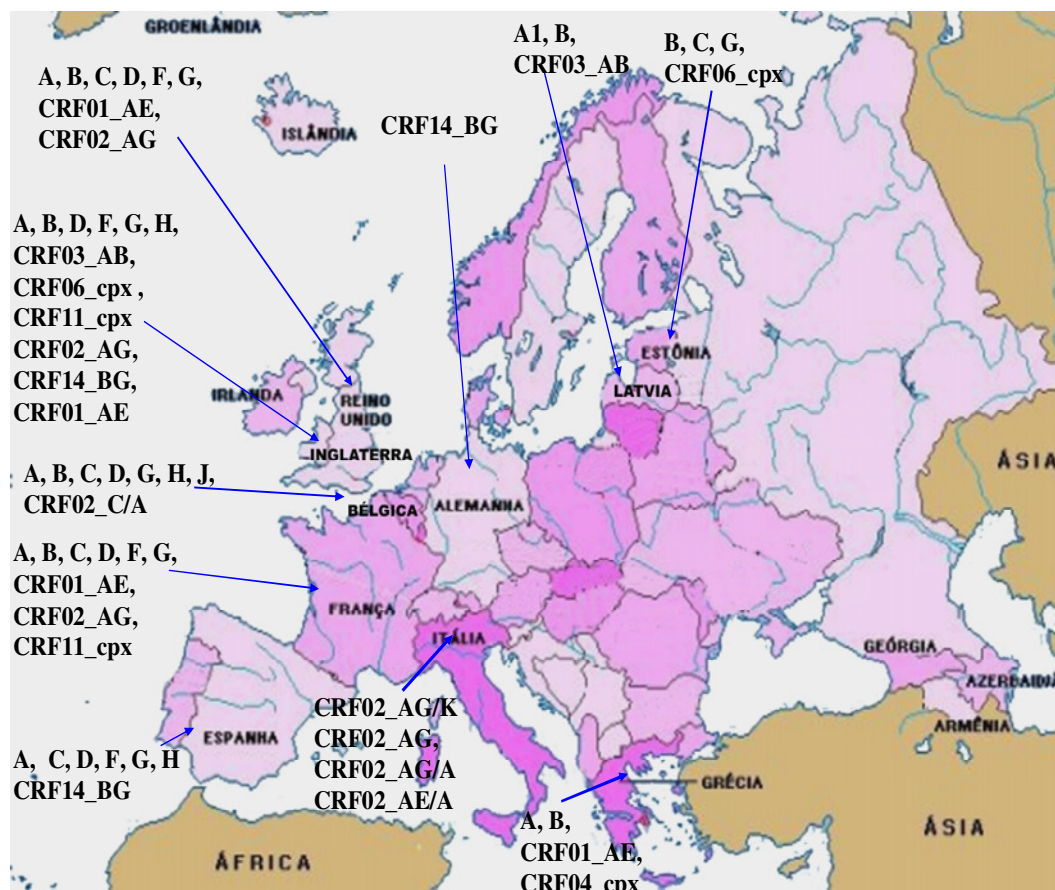 GROENLÂNDIA
A, B, C, D, F, G,
CRF01_AE,
CRF02_AG
ISLÂNDIA
CRF14_BG
A1, B,
CRF03_AB
B, C, G,
CRF06_cpx
A, B, D, F, G, H,
CRF03_AB,
CRF06_cpx ,
CRF11_cpx
CRF02_AG,
CRF14_BG,
CRF01_AE
IRLANDA
REINO
UNIDO
INGLATERRA
ESTÔNIA
LATVIA
ÁSIA
A, B, C, D, G, H, J,
CRF02_C/A
BÉLGICA
ALEMANHA
A, B, C, D, F, G,
CRF01_AE,
CRF02_AG,
CRF11_cpx
FRANÇA
ITÁLIA
GEÓRGIA
AZERBAIDJÃ
ARMÊNIA
A, C, D, F, G, H
CRF14_BG
ESPANHA
CRF02_AG/K
CRF02_AG,
CRF02_AG/A
CRF02_AE/A
GRÉCIA
A, B,
CRF01_AE,
CRF04_cpx
ÁFRICA
ÁSIA